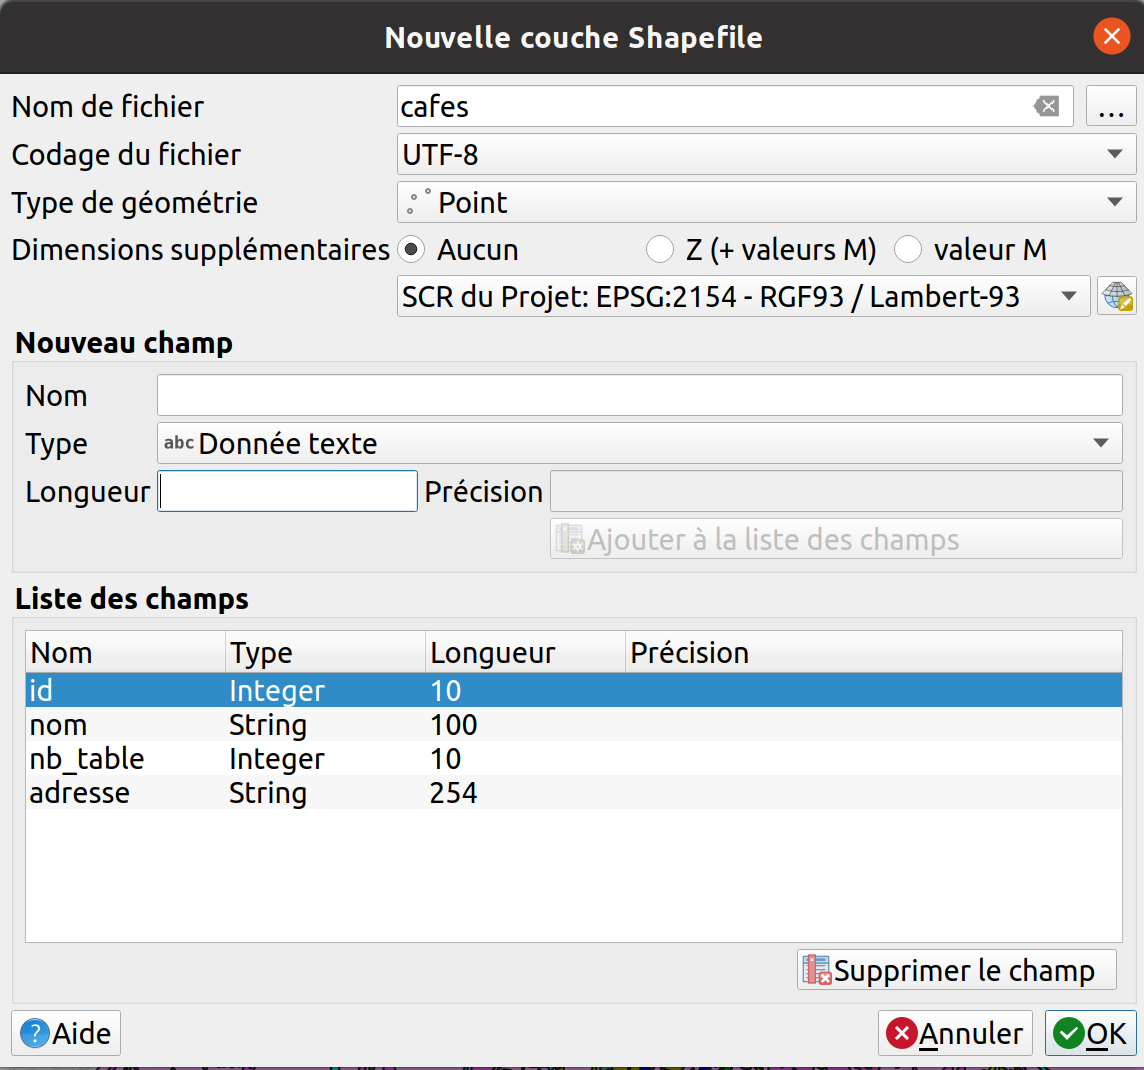 Nouvelle couche Shapefile
Nom de fichier cafes ...
Codage du fichier UTF-8
Type de géométrie Point
Dimensions supplémentaires Aucun Z (+ valeurs M) valeur M
SCR du Projet: EPSG:2154 - RGF93 / Lambert-93
Nouveau champ
Nom
Type abc Donnée texte
Longueur Précision
Ajouter à la liste des champs
Liste des champs
Nom Type Longueur Précision
id Integer 10
nom String 100
nb_table Integer 10
adresse String 254
Supprimer le champ
Aide Annuler OK